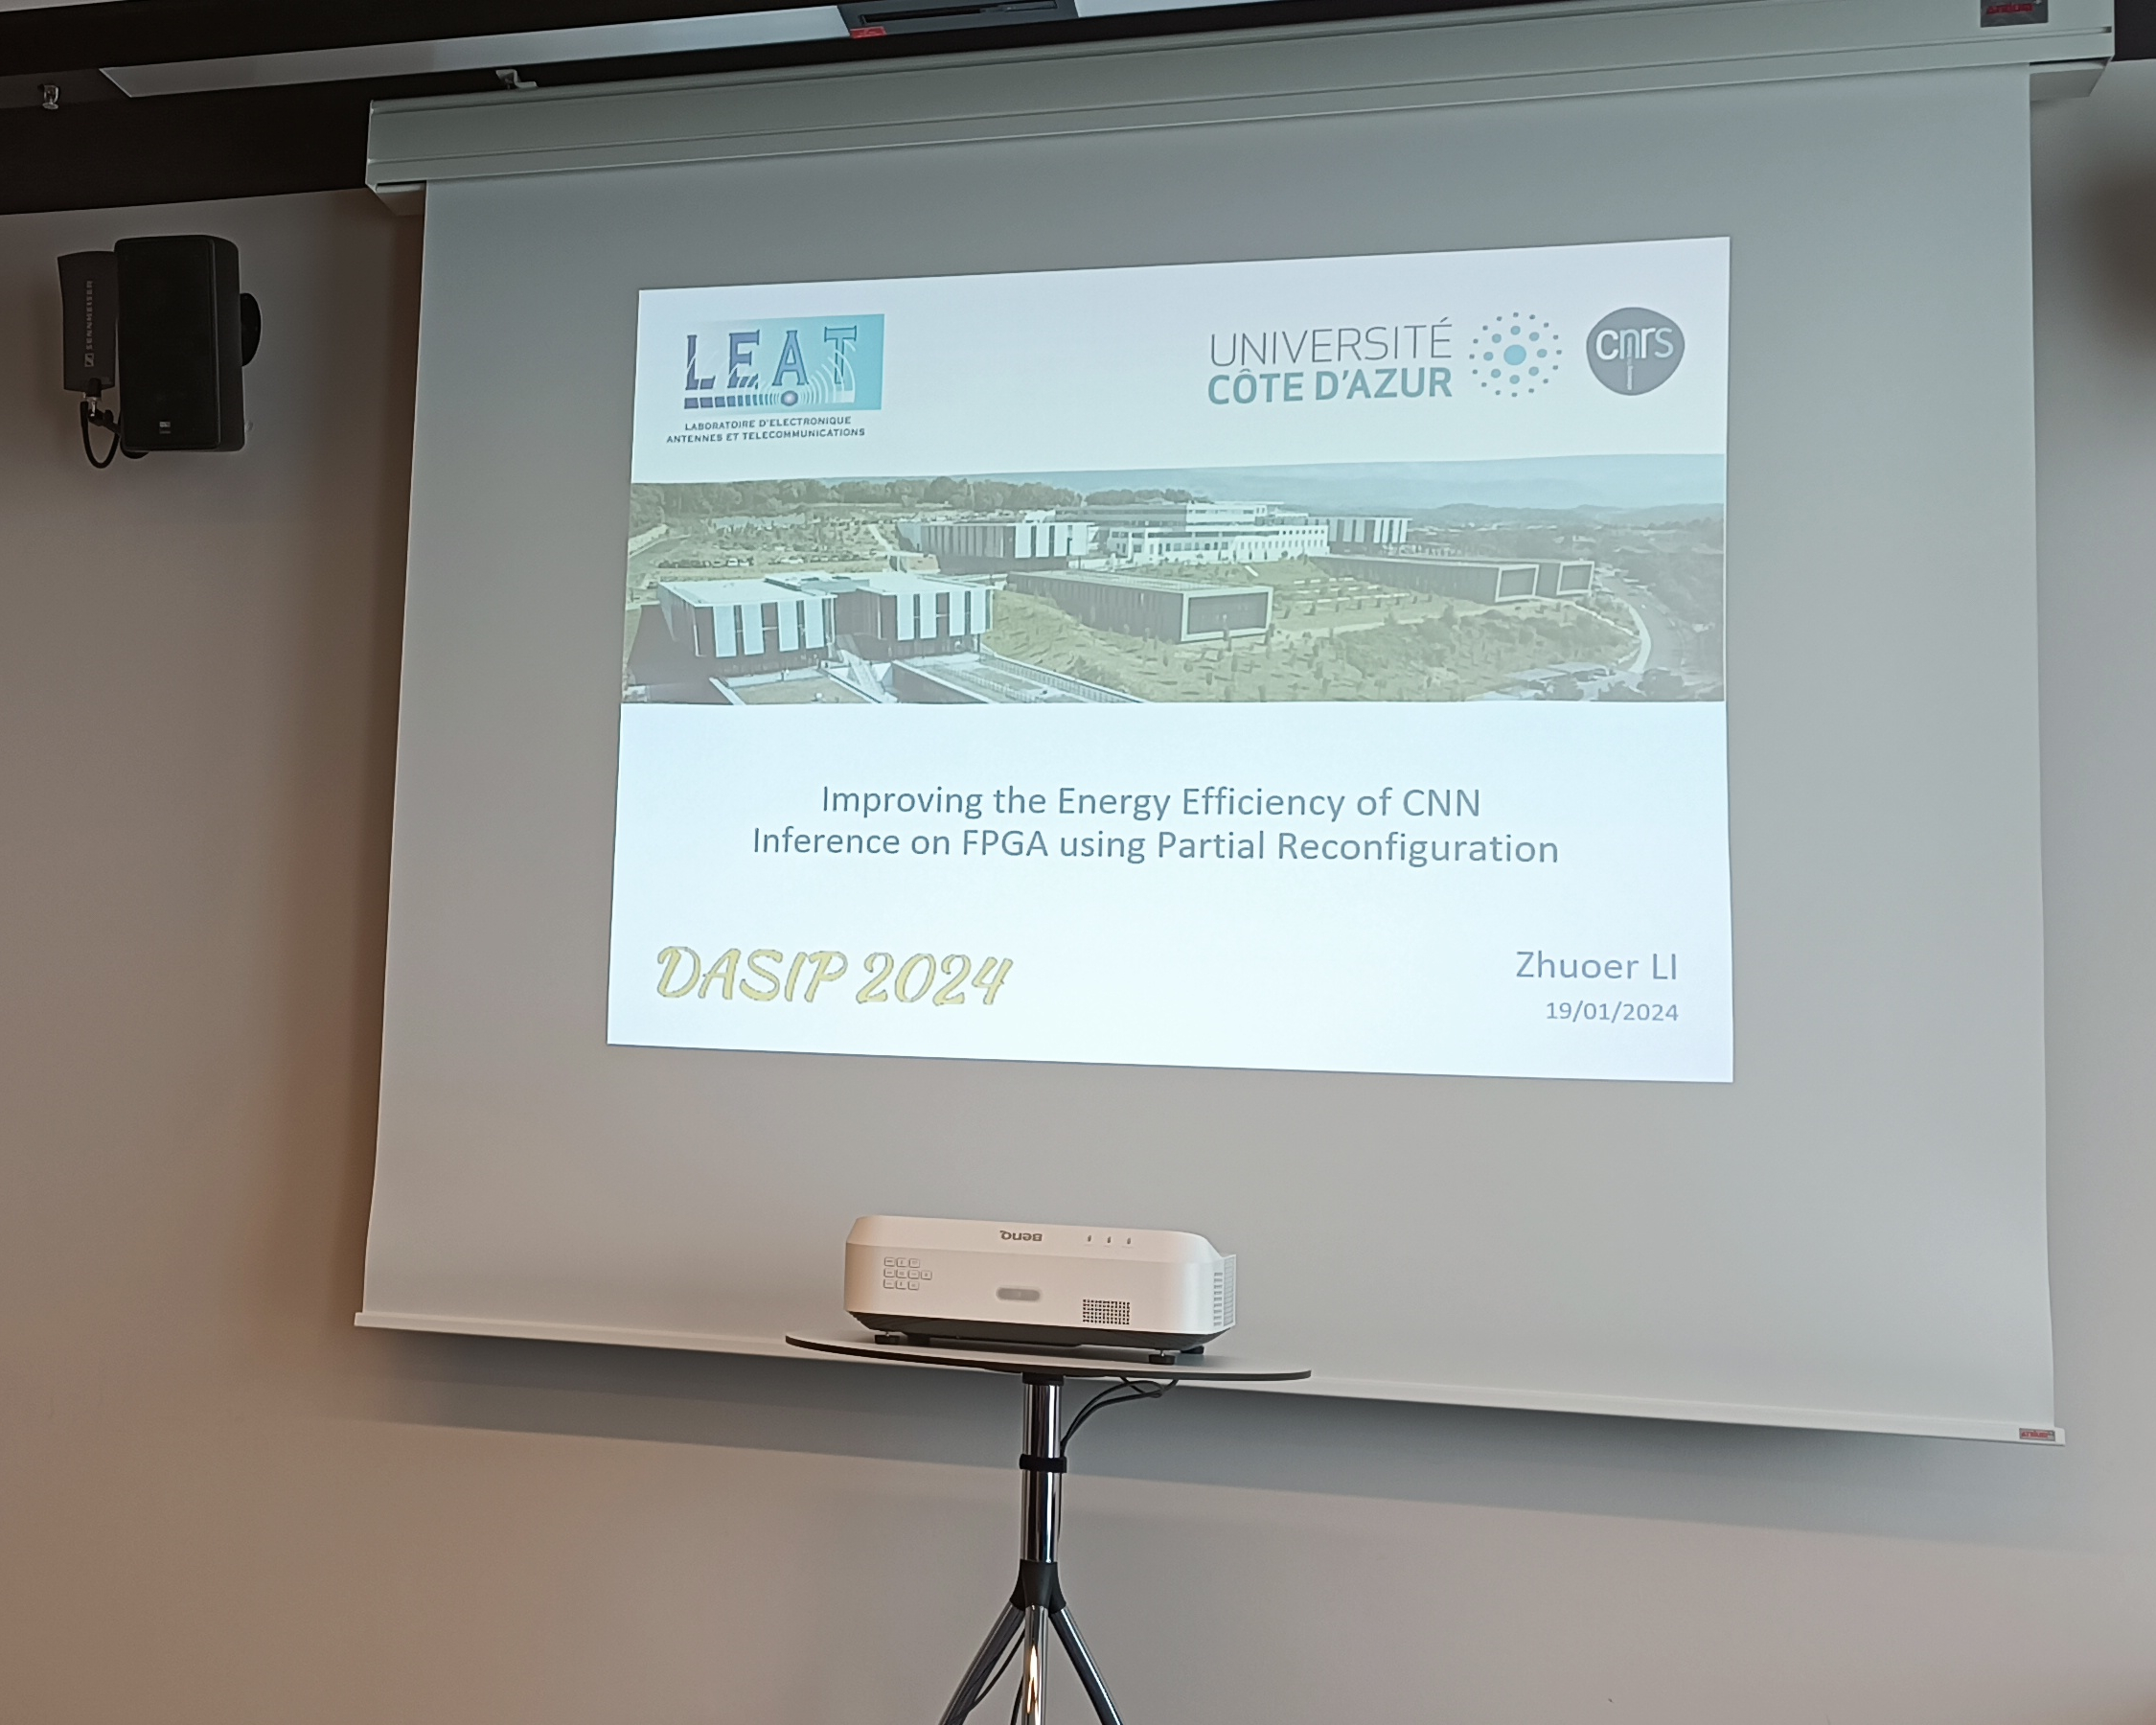 SENNHEISER
LEAT
LABORATOIRE D'ELECTRONIQUE
ANTENNES ET TELECOMMUNICATIONS
UNIVERSITÉ
CÔTE D'AZUR
cnrs
Improving the Energy Efficiency of CNN
Inference on FPGA using Partial Reconfiguration
DASIP 2024
Zhuoer LI
19/01/2024
BenQ